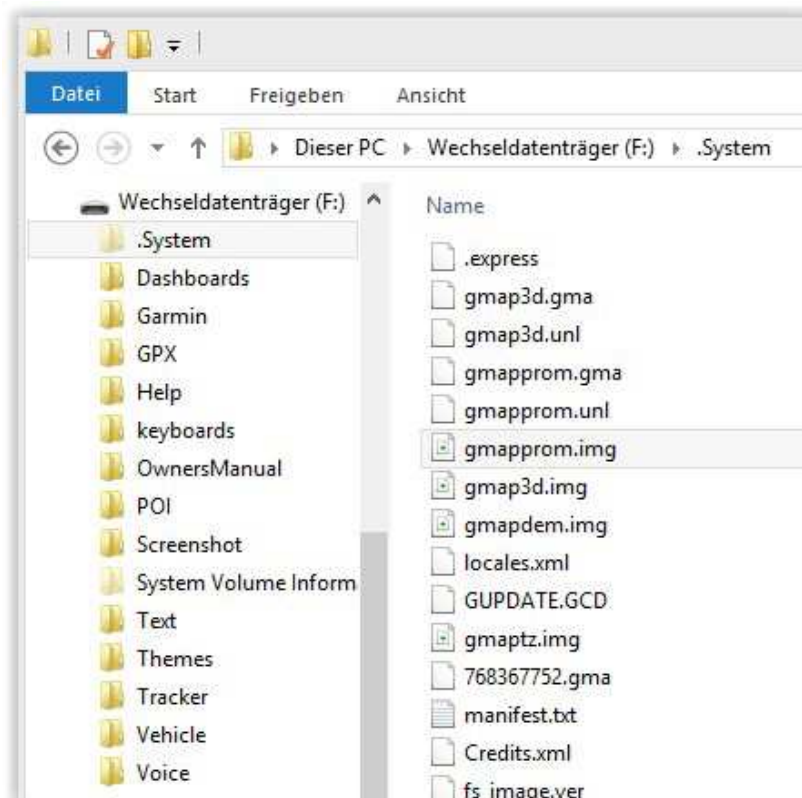 Datei Start Freigeben Ansicht
Dieser PC Wechseldatenträger (F:) .System
Wechseldatenträger (F:)
.System
Dashboards
Garmin
GPX
Help
keyboards
OwnersManual
POI
Screenshot
System Volume Inform
Text
Themes
Tracker
Vehicle
Voice
Name
.express
gmap3d.gma
gmap3d.unl
gmapprom.gma
gmapprom.unl
gmapprom.img
gmap3d.img
gmapdem.img
locales.xml
GUPDATE.GCD
gmaptz.img
768367752.gma
manifest.txt
Credits.xml
fs_image.ver